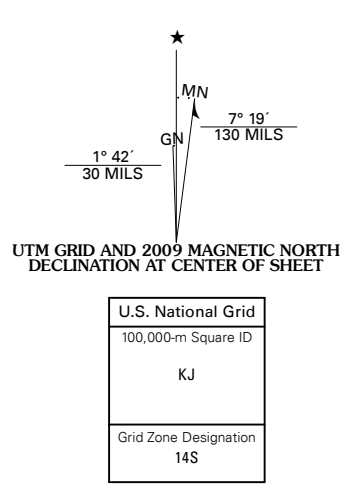 ★
MN
GN
7° 19´
130 MILS
1° 42´
30 MILS
UTM GRID AND 2009 MAGNETIC NORTH
DECLINATION AT CENTER OF SHEET
U.S. National Grid
100,000-m Square ID
KJ
Grid Zone Designation
14S